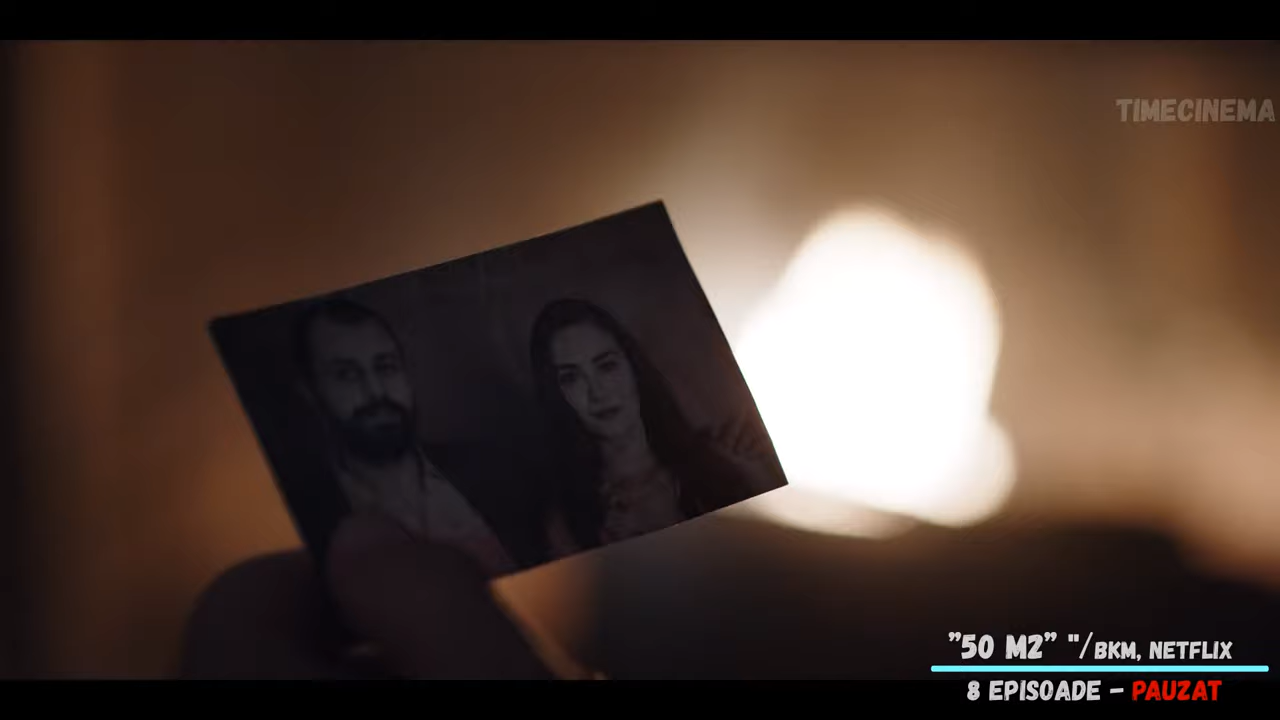 TIMECINEMA
”50 M2” "/BKM, NETFLIX
8 EPISOADE - PAUZAT